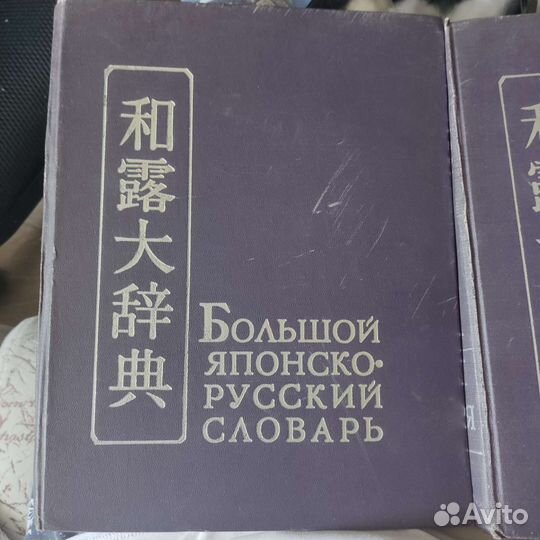 和露大辞典
Большой
японско-
русский
словарь
Я
Avito